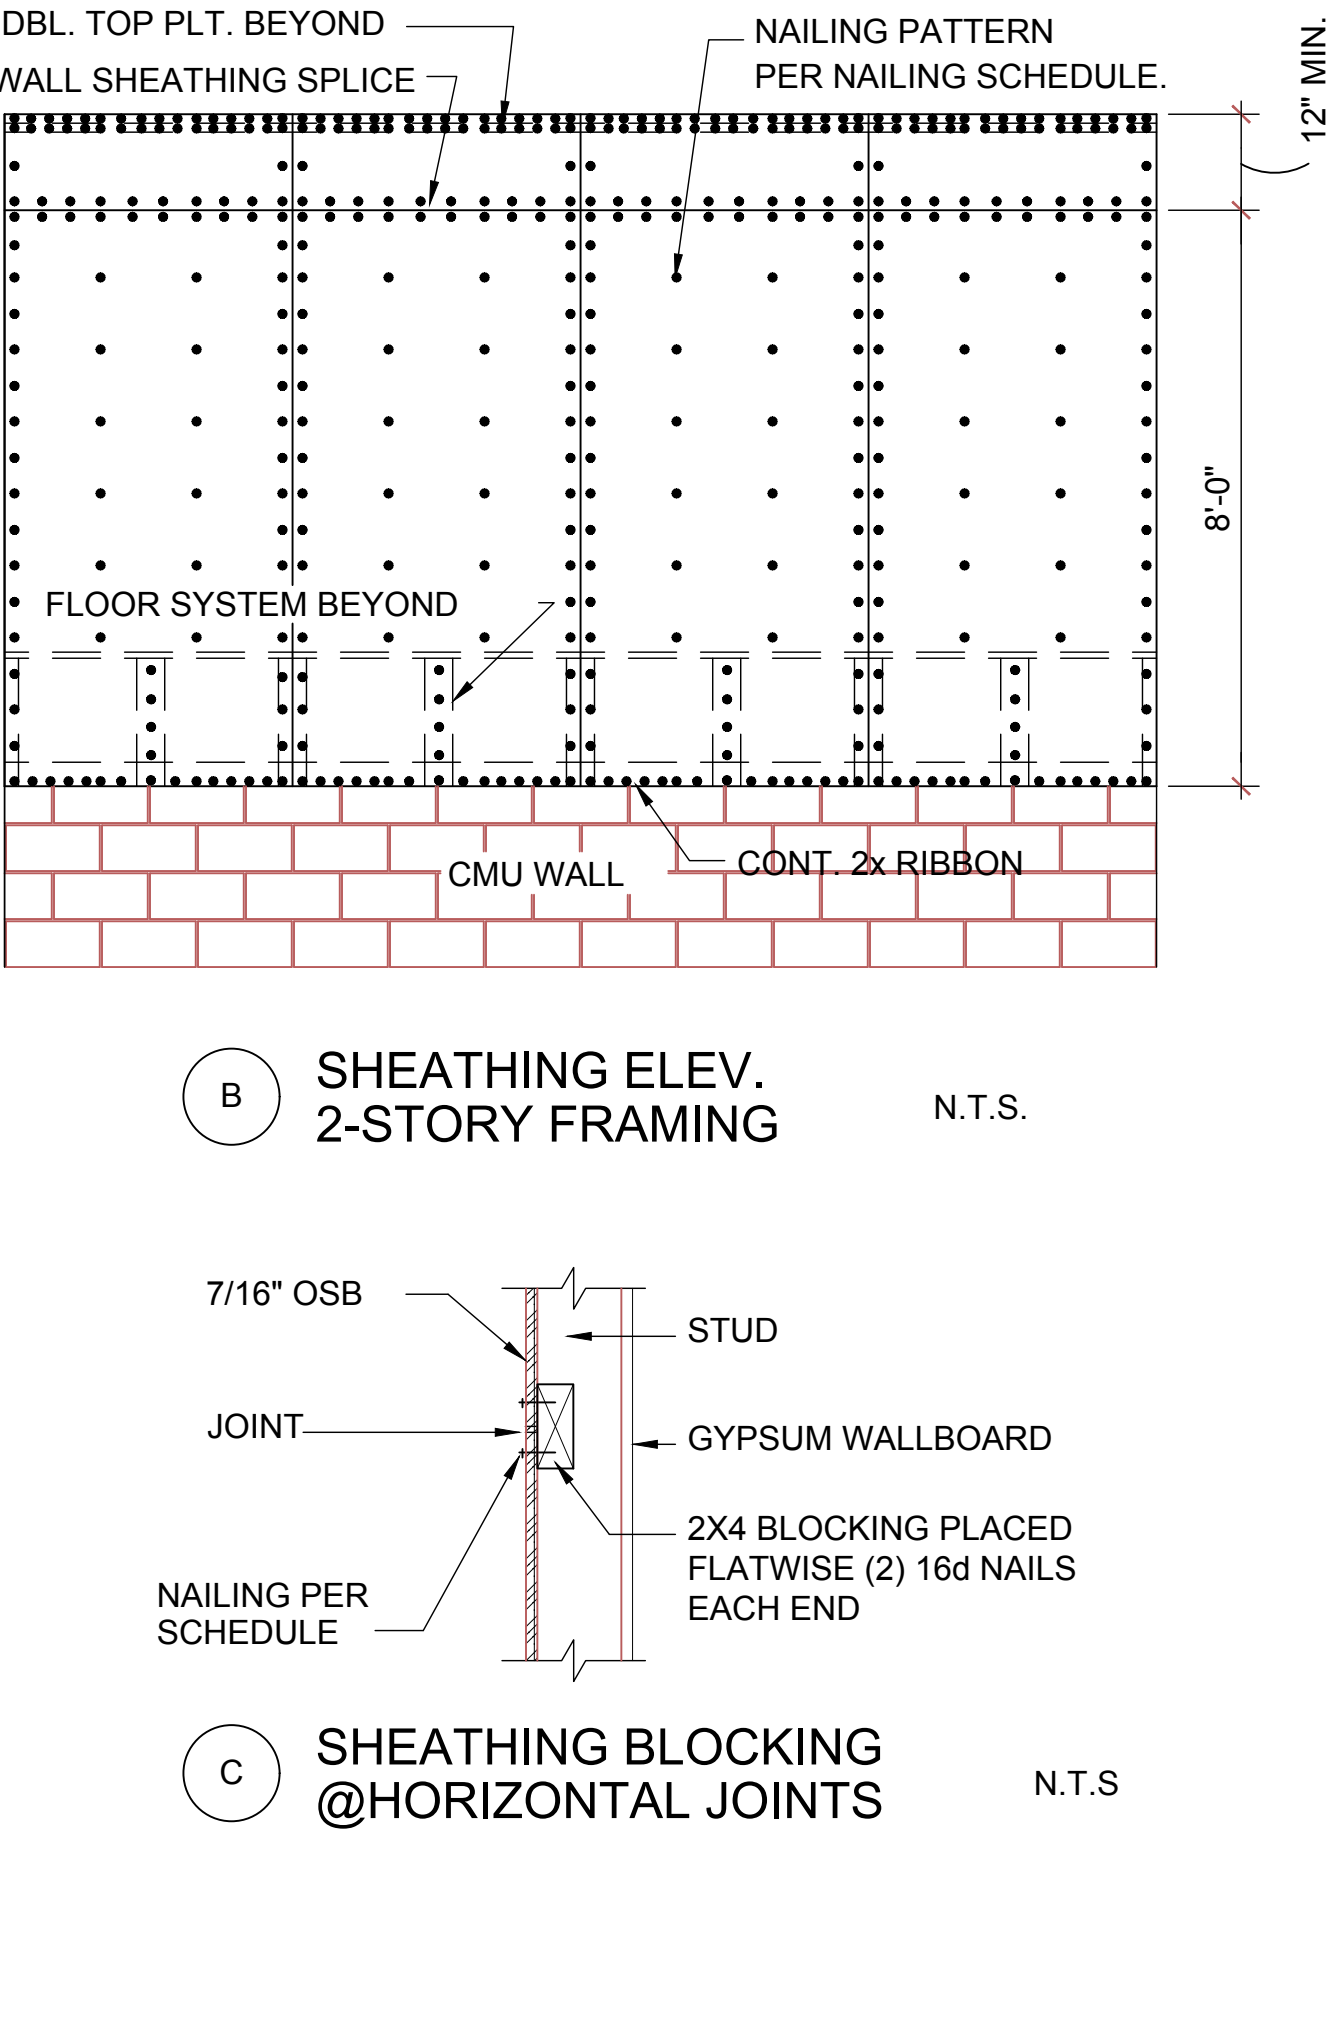 DBL. TOP PLT. BEYOND
WALL SHEATHING SPLICE
NAILING PATTERN
PER NAILING SCHEDULE.
12" MIN.
8'-0"
FLOOR SYSTEM BEYOND
CMU WALL
CONT. 2x RIBBON
B
SHEATHING ELEV.
2-STORY FRAMING
N.T.S.
7/16" OSB
STUD
JOINT
GYPSUM WALLBOARD
2X4 BLOCKING PLACED
FLATWISE (2) 16d NAILS
EACH END
NAILING PER
SCHEDULE
C
SHEATHING BLOCKING
@HORIZONTAL JOINTS
N.T.S